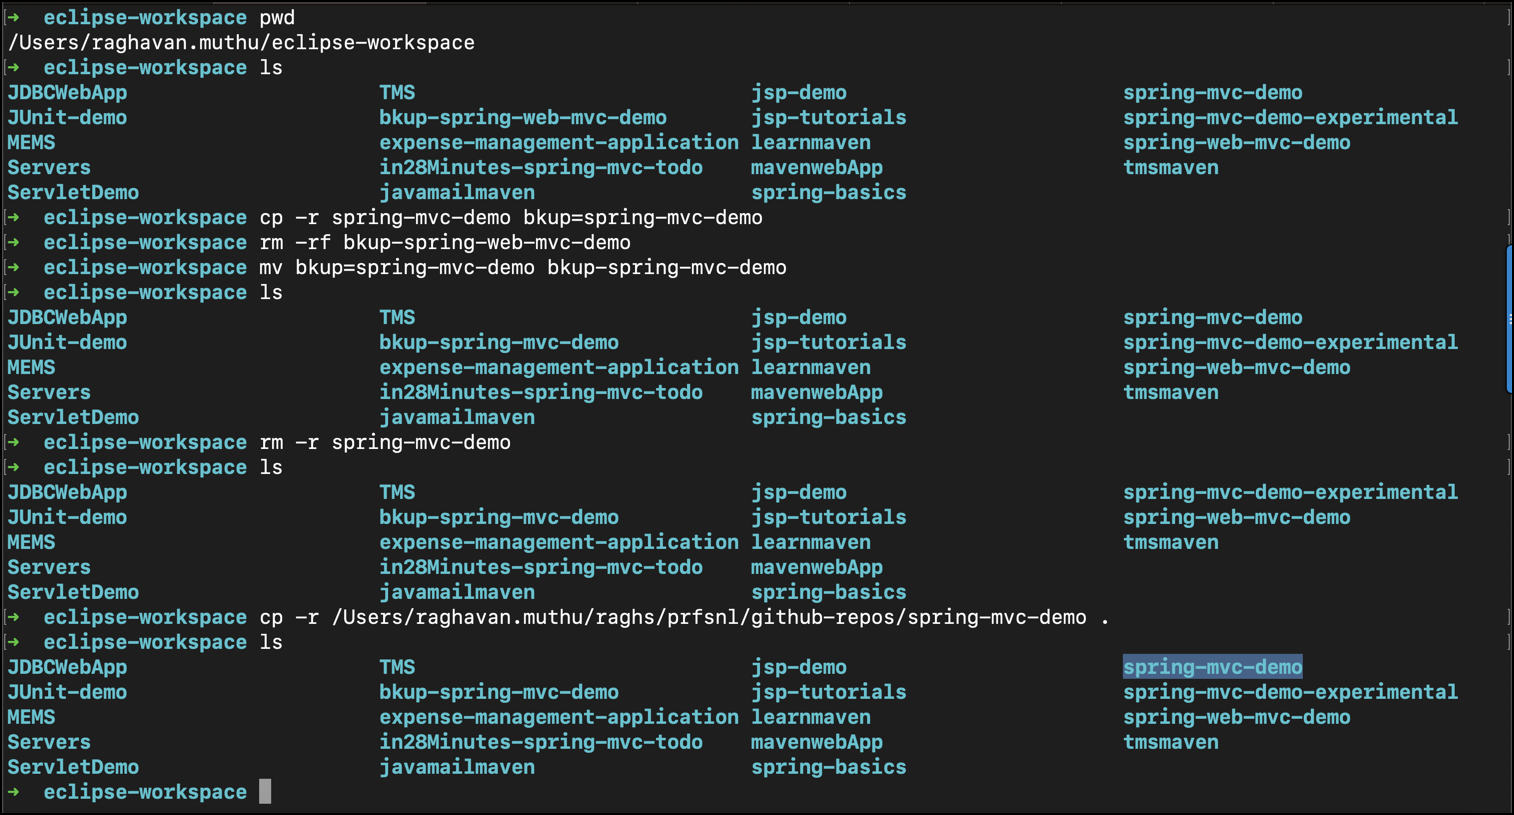 → eclipse-workspace pwd
/Users/raghavan.muthu/eclipse-workspace
→ eclipse-workspace ls
JDBCWebApp TMS jsp-demo spring-mvc-demo
JUnit-demo bkup-spring-web-mvc-demo jsp-tutorials spring-mvc-demo-experimental
MEMS expense-management-application learnmaven spring-web-mvc-demo
Servers in28Minutes-spring-mvc-todo mavenwebApp tmsmaven
ServletDemo javamailmaven spring-basics
→ eclipse-workspace cp -r spring-mvc-demo bkup=spring-mvc-demo
→ eclipse-workspace rm -rf bkup-spring-web-mvc-demo
→ eclipse-workspace mv bkup=spring-mvc-demo bkup-spring-mvc-demo
→ eclipse-workspace ls
JDBCWebApp TMS jsp-demo spring-mvc-demo
JUnit-demo bkup-spring-mvc-demo jsp-tutorials spring-mvc-demo-experimental
MEMS expense-management-application learnmaven spring-web-mvc-demo
Servers in28Minutes-spring-mvc-todo mavenwebApp tmsmaven
ServletDemo javamailmaven spring-basics
→ eclipse-workspace rm -r spring-mvc-demo
→ eclipse-workspace ls
JDBCWebApp TMS jsp-demo spring-mvc-demo-experimental
JUnit-demo bkup-spring-mvc-demo jsp-tutorials spring-web-mvc-demo
MEMS expense-management-application learnmaven tmsmaven
Servers in28Minutes-spring-mvc-todo mavenwebApp
ServletDemo javamailmaven spring-basics
→ eclipse-workspace cp -r /Users/raghavan.muthu/raghs/prfsnl/github-repos/spring-mvc-demo .
→ eclipse-workspace ls
JDBCWebApp TMS jsp-demo spring-mvc-demo
JUnit-demo bkup-spring-mvc-demo jsp-tutorials spring-mvc-demo-experimental
MEMS expense-management-application learnmaven spring-web-mvc-demo
Servers in28Minutes-spring-mvc-todo mavenwebApp tmsmaven
ServletDemo javamailmaven spring-basics
→ eclipse-workspace